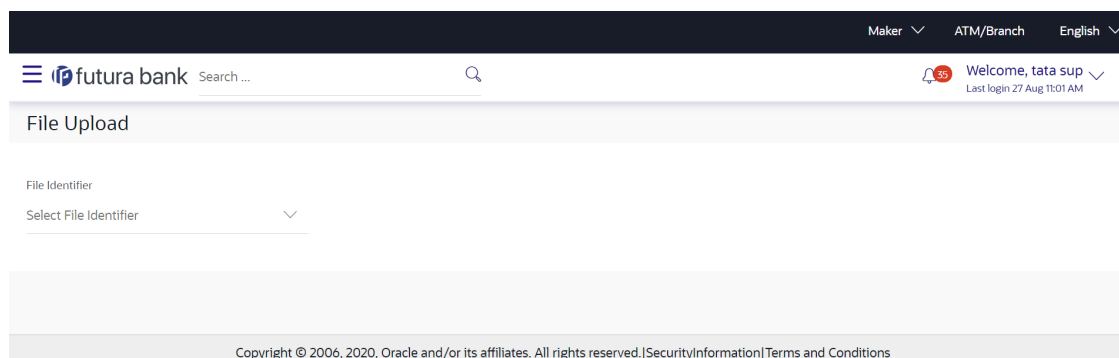 Maker ATM/Branch English
futura bank Search ... 35 Welcome, tata sup
Last login 27 Aug 11:01 AM
File Upload
File Identifier
Select File Identifier
Copyright © 2006, 2020, Oracle and/or its affiliates. All rights reserved.|SecurityInformation|Terms and Conditions